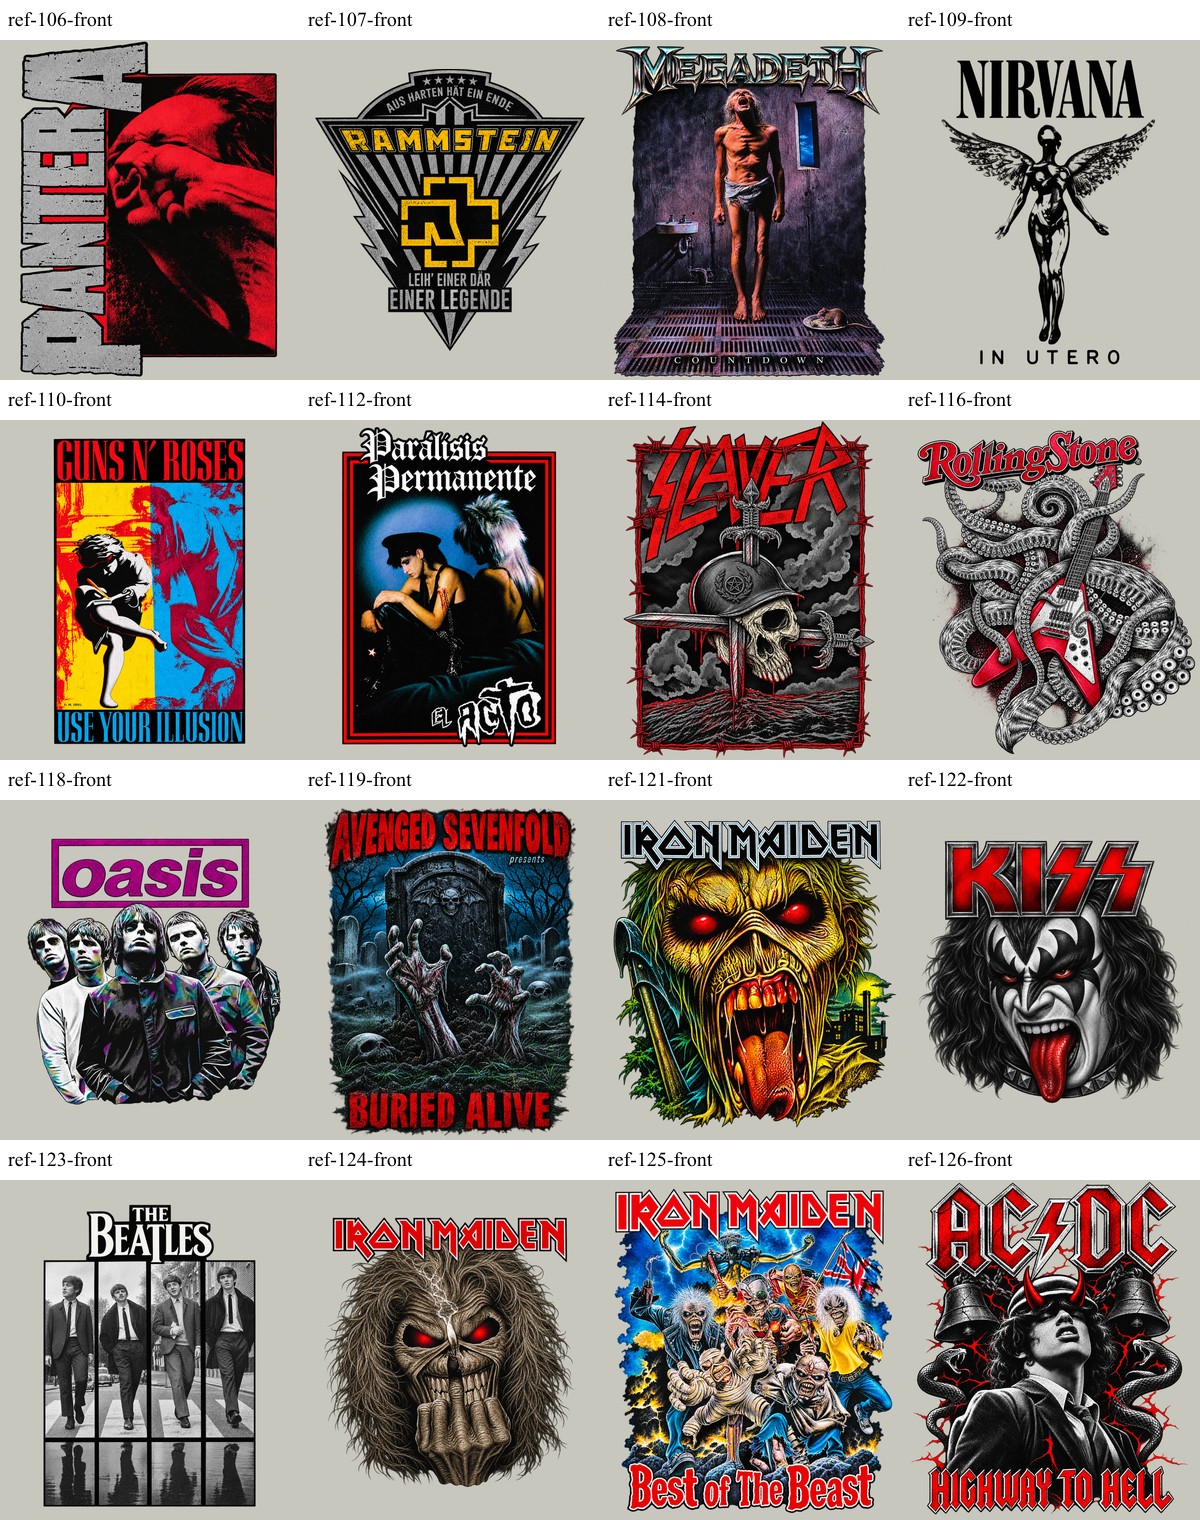 ref-106-front
ref-107-front
ref-108-front
ref-109-front
PANTERA
AUS HARTEN HÄT EIN ENDE
RAMMSTEIN
LEIH' EINER DÄR
EINER LEGENDE
MEGADETH
COUNTDOWN
NIRVANA
IN UTERO
ref-110-front
ref-112-front
ref-114-front
ref-116-front
GUNS N' ROSES
USE YOUR ILLUSION
Parálisis
Permanente
EL ACTO
SLAYER
RollingStone
ref-118-front
ref-119-front
ref-121-front
ref-122-front
oasis
AVENGED SEVENFOLD
presents
BURIED ALIVE
IRON MAIDEN
KISS
ref-123-front
ref-124-front
ref-125-front
ref-126-front
THE
BEATLES
IRON MAIDEN
IRON MAIDEN
Best of The Beast
AC DC
HIGHWAY TO HELL